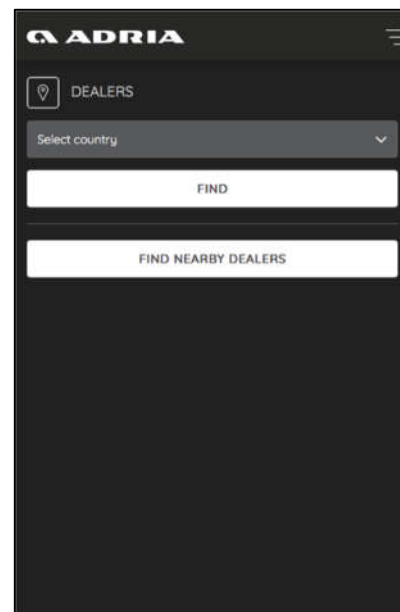 ADRIA
DEALERS
Select country
FIND
FIND NEARBY DEALERS